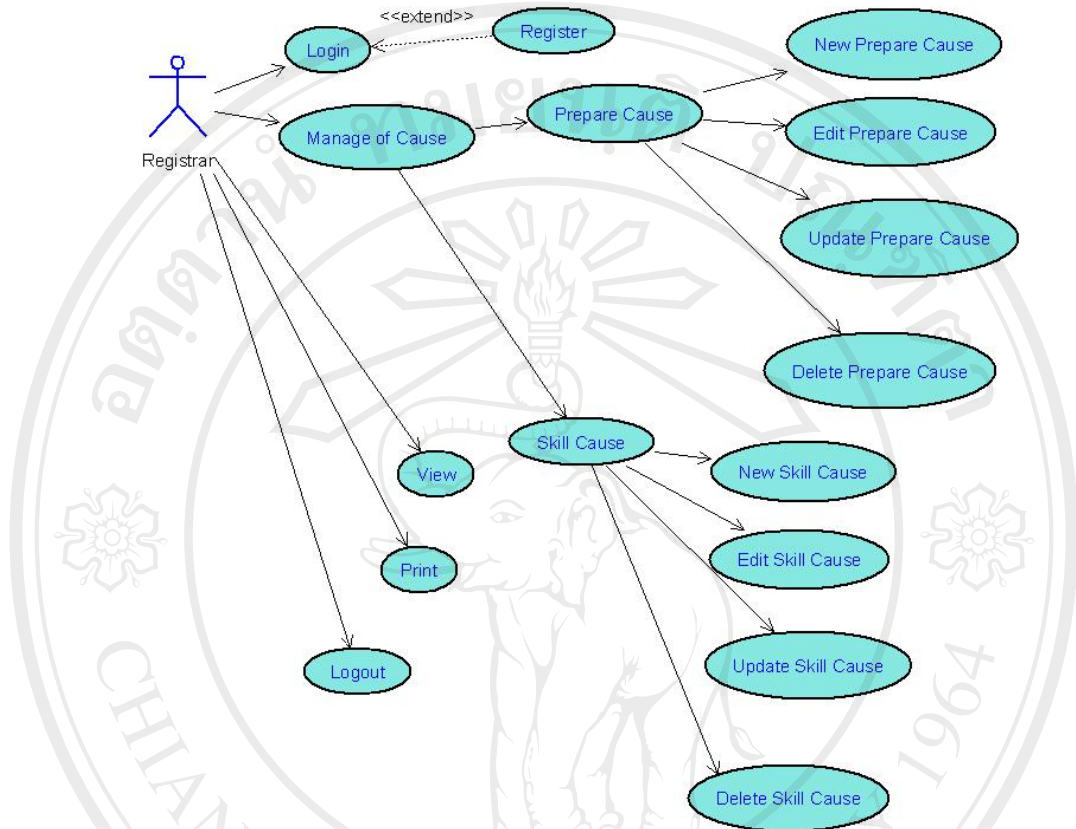 <<extend>>
Login
Register
New Prepare Cause
Registrar
Manage of Cause
Prepare Cause
Edit Prepare Cause
Update Prepare Cause
Delete Prepare Cause
Skill Cause
View
New Skill Cause
Print
Edit Skill Cause
Logout
Update Skill Cause
Delete Skill Cause
1964